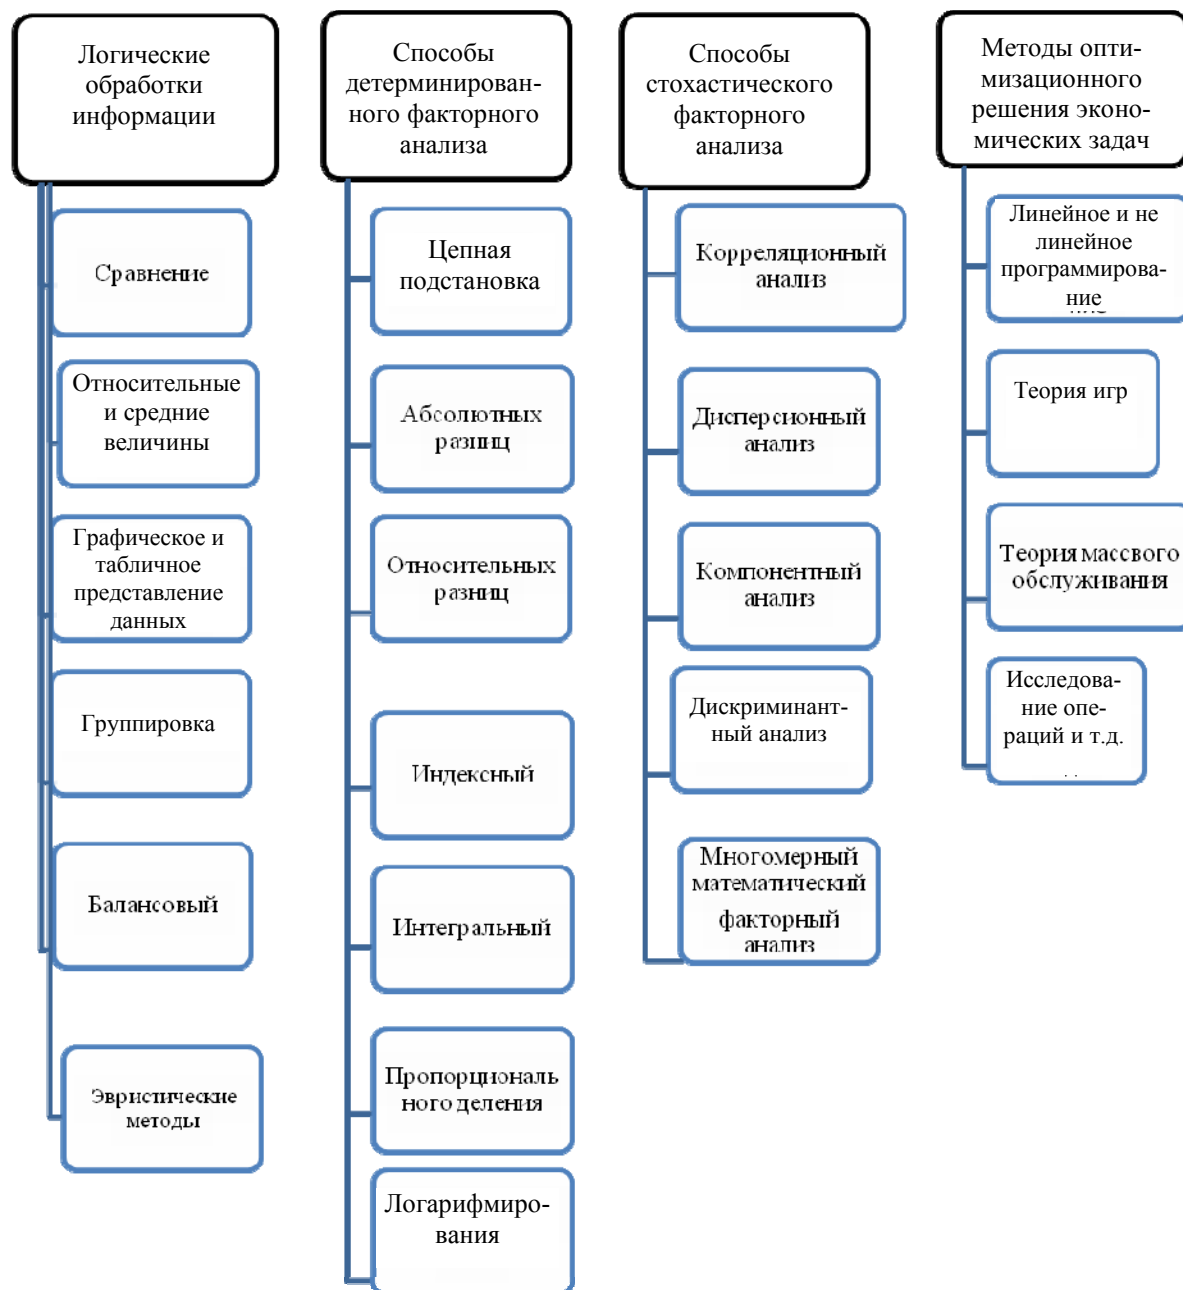 Логические
обработки
информации
Сравнение
Относительные
и средние
величины
Графическое и
табличное
представление
данных
Группировка
Балансовый
Эвристические
методы
Способы
детерминирован-
ного факторного
анализа
Цепная
подстановка
Абсолютных
разниц
Относительных
разниц
Индексный
Интегральный
Пропорциональ
ного деления
Логарифмиро-
вания
Способы
стохастического
факторного
анализа
Корреляционный
анализ
Дисперсионный
анализ
Компонентный
анализ
Дискриминант-
ный анализ
Многомерный
математический
факторный
анализ
Методы опти-
мизационного
решения эконо-
мических задач
Линейное и не
линейное
программирова-
ние
Теория игр
Теория массвого
обслуживания
Исследова-
ние опе-
раций и т.д.